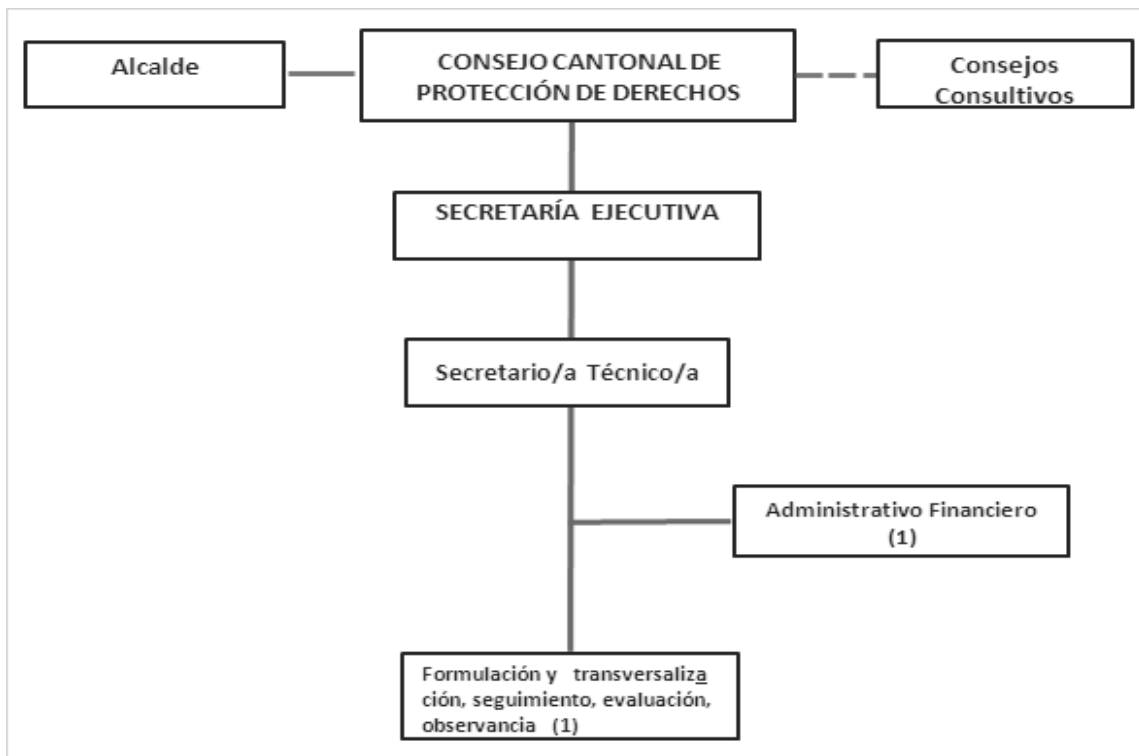 Alcalde
CONSEJO CANTONAL DE
PROTECCIÓN DE DERECHOS
Consejos
Consultivos
SECRETARÍA EJECUTIVA
Secretario/a Técnico/a
Administrativo Financiero
(1)
Formulación y transversaliza
ción, seguimiento, evaluación,
observancia (1)